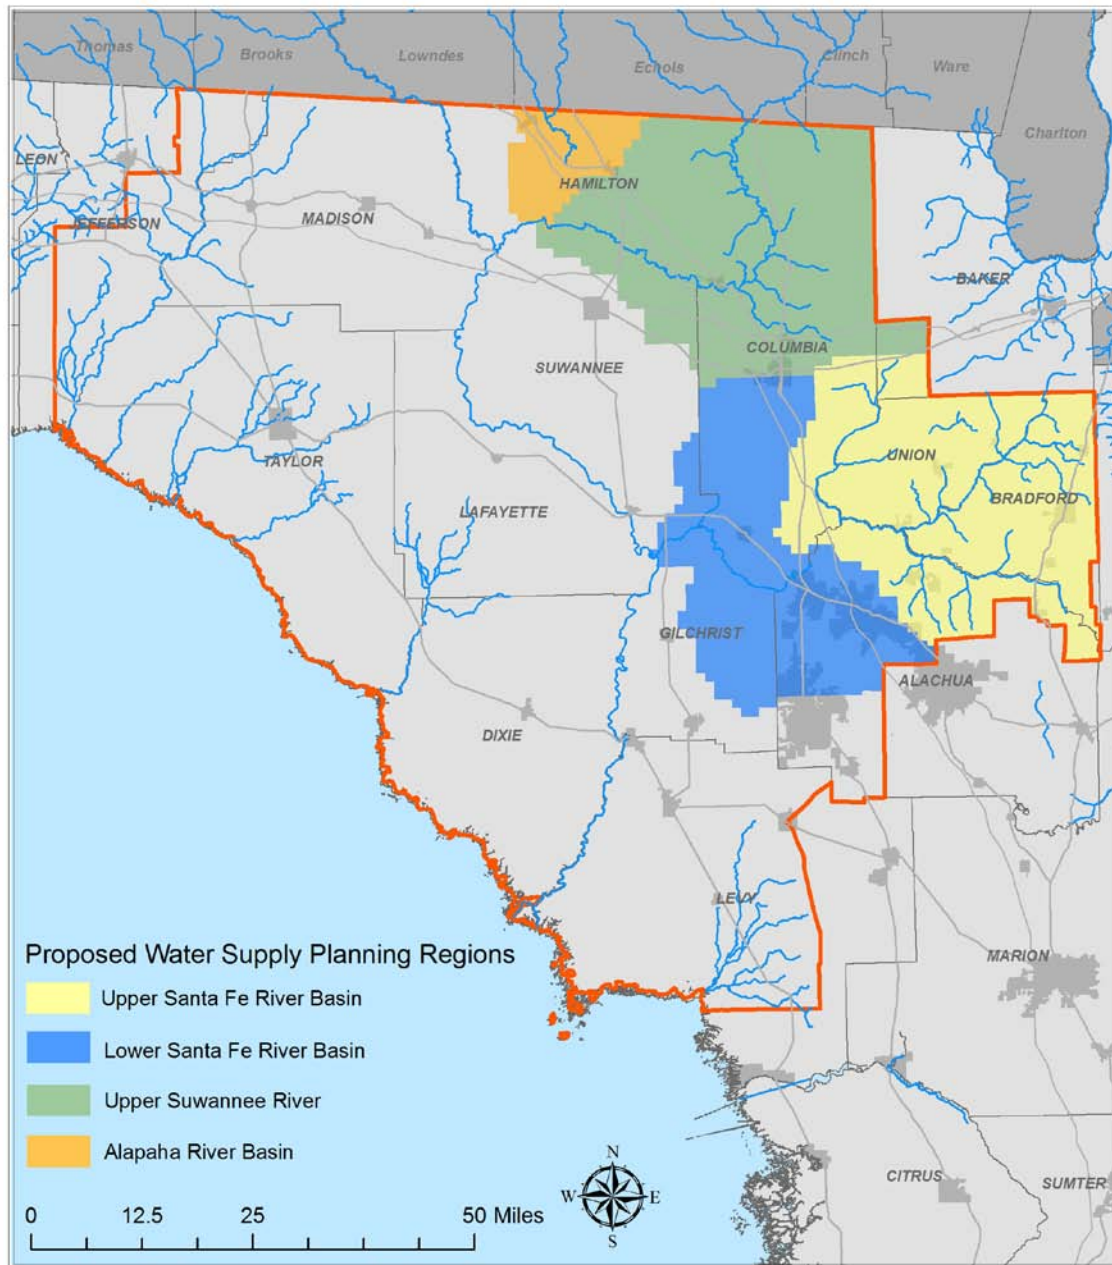 Thomas
Brooks
Lowndes
Echols
Clinch
Ware
Charlton
LEON
JEFFERSON
MADISON
HAMILTON
BAKER
SUWANNEE
COLUMBIA
TAYLOR
LAFAYETTE
UNION
BRADFORD
GILCHRIST
ALACHUA
DIXIE
LEVY
MARION
CITRUS
SUMTER
Proposed Water Supply Planning Regions
Upper Santa Fe River Basin
Lower Santa Fe River Basin
Upper Suwannee River
Alapaha River Basin
0 12.5 25 50 Miles
N
W E
S